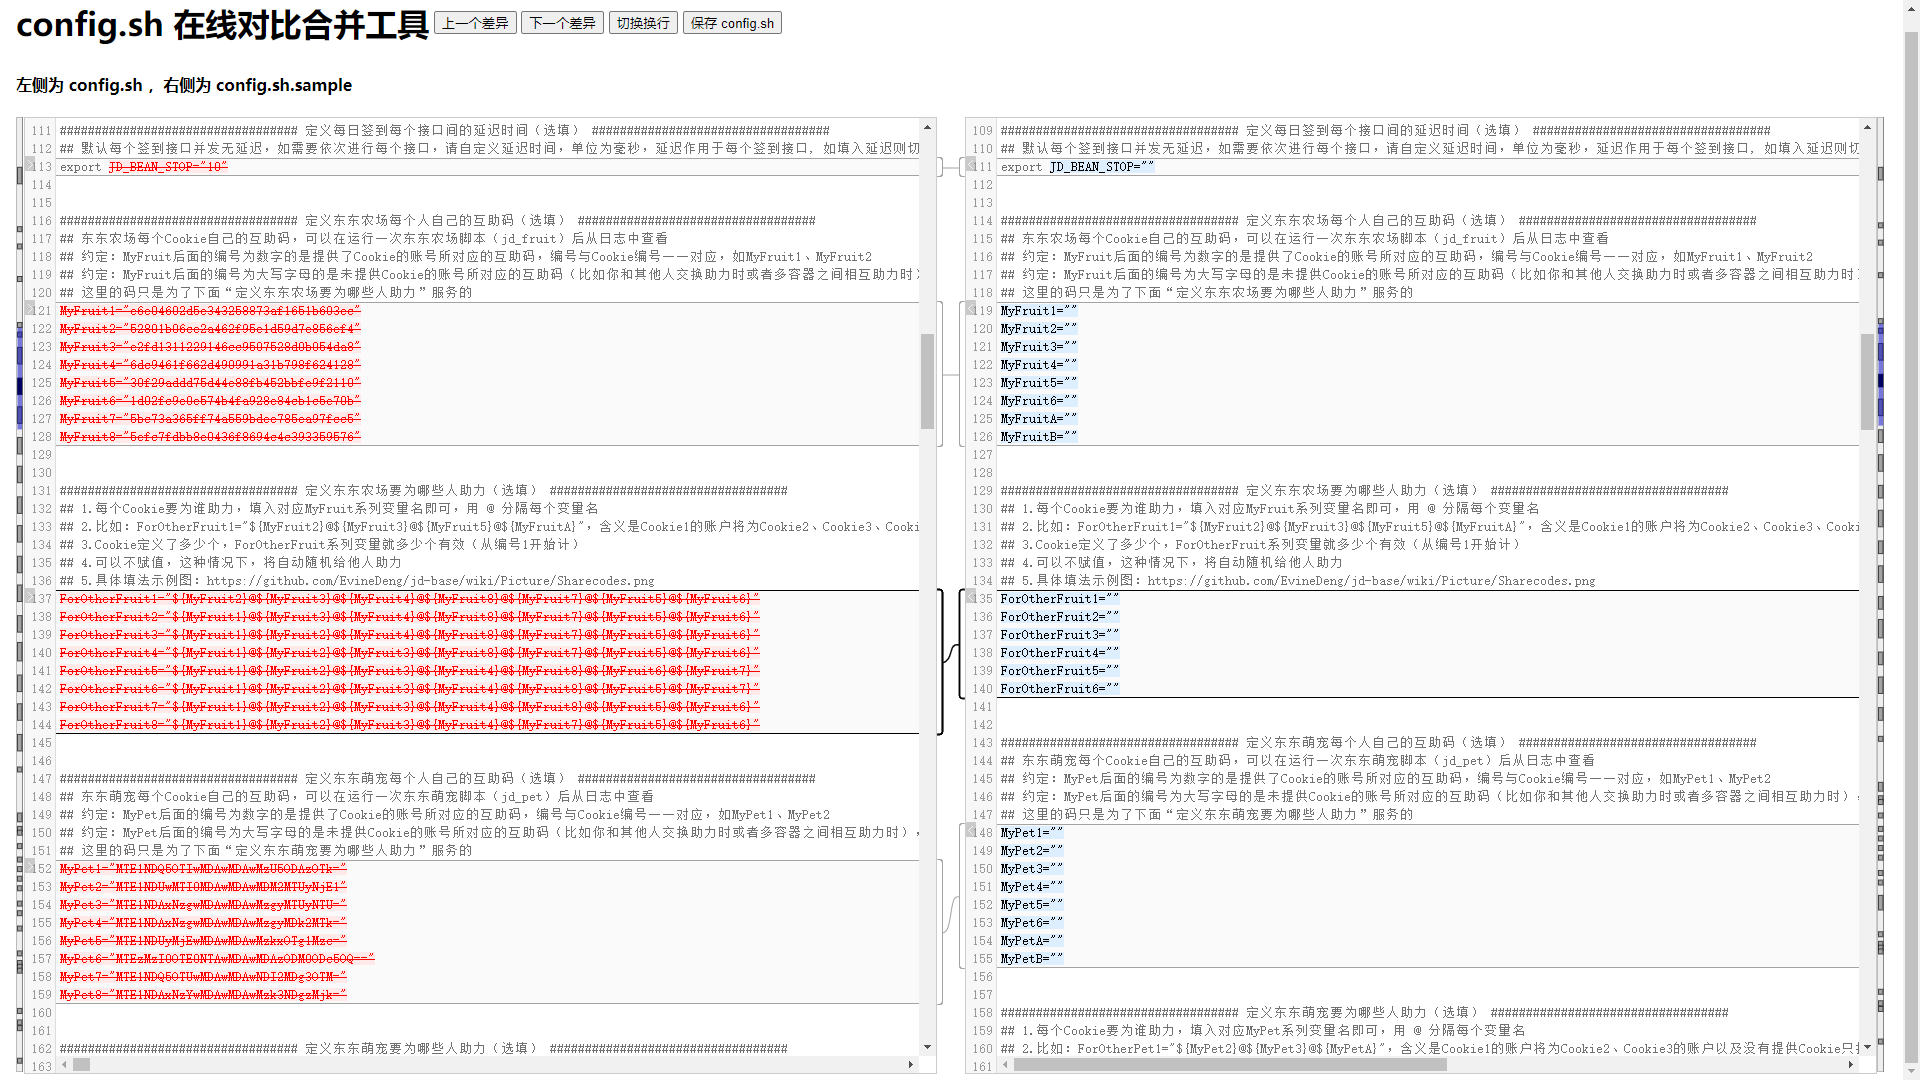 config.sh 在线对比合并工具 上一个差异 下一个差异 切换换行 保存 config.sh
左侧为 config.sh ，右侧为 config.sh.sample
111 ################################## 定义每日签到每个接口间的延迟时间（选填） ##################################
112 ## 默认每个签到接口并发无延迟，如需要依次进行每个接口，请自定义延迟时间，单位为毫秒，延迟作用于每个签到接口, 如填入延迟则切
113 export JD_BEAN_STOP="10"
114
115
116 ################################## 定义东东农场每个人自己的互助码（选填） ##################################
117 ## 东东农场每个Cookie自己的互助码，可以在运行一次东东农场脚本（jd_fruit）后从日志中查看
118 ## 约定：MyFruit后面的编号为数字的是提供了Cookie的账号所对应的互助码，编号与Cookie编号一一对应，如MyFruit1、MyFruit2
119 ## 约定：MyFruit后面的编号为大写字母的是未提供Cookie的账号所对应的互助码（比如你和其他人交换助力时或者多容器之间相互助力时
120 ## 这里的码只是为了下面“定义东东农场要为哪些人助力”服务的
121 MyFruit1=
122 MyFruit2=
123 MyFruit3=
124 MyFruit4=
125 MyFruit5=
126 MyFruit6=
127 MyFruit7=
128 MyFruit8=
129
130
131 ################################## 定义东东农场要为哪些人助力（选填） ##################################
132 ## 1.每个Cookie要为谁助力，填入对应MyFruit系列变量名即可，用 @ 分隔每个变量名
133 ## 2.比如：ForOtherFruit1="${MyFruit2}@${MyFruit3}@${MyFruit5}@${MyFruitA}"，含义是Cookie1的账户将为Cookie2、Cookie3、Cooki
134 ## 3.Cookie定义了多少个，ForOtherFruit系列变量就多少个有效（从编号1开始计）
135 ## 4.可以不赋值，这种情况下，将自动随机给他人助力
136 ## 5.具体填法示例图：https://github.com/EvineDeng/jd-base/wiki/Picture/Sharecodes.png
137 ForOtherFruit1="${MyFruit2}@${MyFruit3}@${MyFruit4}@${MyFruit8}@${MyFruit7}@${MyFruit5}@${MyFruit6}"
138 ForOtherFruit2="${MyFruit1}@${MyFruit3}@${MyFruit4}@${MyFruit8}@${MyFruit7}@${MyFruit5}@${MyFruit6}"
139 ForOtherFruit3="${MyFruit1}@${MyFruit2}@${MyFruit4}@${MyFruit8}@${MyFruit7}@${MyFruit5}@${MyFruit6}"
140 ForOtherFruit4="${MyFruit1}@${MyFruit2}@${MyFruit3}@${MyFruit8}@${MyFruit7}@${MyFruit5}@${MyFruit6}"
141 ForOtherFruit5="${MyFruit1}@${MyFruit2}@${MyFruit3}@${MyFruit4}@${MyFruit8}@${MyFruit6}@${MyFruit7}"
142 ForOtherFruit6="${MyFruit1}@${MyFruit2}@${MyFruit3}@${MyFruit4}@${MyFruit8}@${MyFruit5}@${MyFruit7}"
143 ForOtherFruit7="${MyFruit1}@${MyFruit2}@${MyFruit3}@${MyFruit4}@${MyFruit8}@${MyFruit5}@${MyFruit6}"
144 ForOtherFruit8="${MyFruit1}@${MyFruit2}@${MyFruit3}@${MyFruit4}@${MyFruit7}@${MyFruit5}@${MyFruit6}"
145
146
147 ################################## 定义东东萌宠每个人自己的互助码（选填） ##################################
148 ## 东东萌宠每个Cookie自己的互助码，可以在运行一次东东萌宠脚本（jd_pet）后从日志中查看
149 ## 约定：MyPet后面的编号为数字的是提供了Cookie的账号所对应的互助码，编号与Cookie编号一一对应，如MyPet1、MyPet2
150 ## 约定：MyPet后面的编号为大写字母的是未提供Cookie的账号所对应的互助码（比如你和其他人交换助力时或者多容器之间相互助力时），
151 ## 这里的码只是为了下面“定义东东萌宠要为哪些人助力”服务的
152 MyPet1=
153 MyPet2=
154 MyPet3=
155 MyPet4=
156 MyPet5=
157 MyPet6=
158 MyPet7=
159 MyPet8=
160
161
162 ################################## 定义东东萌宠要为哪些人助力（选填） ##################################
163
109 ################################## 定义每日签到每个接口间的延迟时间（选填） ##################################
110 ## 默认每个签到接口并发无延迟，如需要依次进行每个接口，请自定义延迟时间，单位为毫秒，延迟作用于每个签到接口, 如填入延迟则切
111 export JD_BEAN_STOP=""
112
113
114 ################################## 定义东东农场每个人自己的互助码（选填） ##################################
115 ## 东东农场每个Cookie自己的互助码，可以在运行一次东东农场脚本（jd_fruit）后从日志中查看
116 ## 约定：MyFruit后面的编号为数字的是提供了Cookie的账号所对应的互助码，编号与Cookie编号一一对应，如MyFruit1、MyFruit2
117 ## 约定：MyFruit后面的编号为大写字母的是未提供Cookie的账号所对应的互助码（比如你和其他人交换助力时或者多容器之间相互助力时
118 ## 这里的码只是为了下面“定义东东农场要为哪些人助力”服务的
119 MyFruit1=""
120 MyFruit2=""
121 MyFruit3=""
122 MyFruit4=""
123 MyFruit5=""
124 MyFruit6=""
125 MyFruitA=""
126 MyFruitB=""
127
128
129 ################################## 定义东东农场要为哪些人助力（选填） ##################################
130 ## 1.每个Cookie要为谁助力，填入对应MyFruit系列变量名即可，用 @ 分隔每个变量名
131 ## 2.比如：ForOtherFruit1="${MyFruit2}@${MyFruit3}@${MyFruit5}@${MyFruitA}"，含义是Cookie1的账户将为Cookie2、Cookie3、Cooki
132 ## 3.Cookie定义了多少个，ForOtherFruit系列变量就多少个有效（从编号1开始计）
133 ## 4.可以不赋值，这种情况下，将自动随机给他人助力
134 ## 5.具体填法示例图：https://github.com/EvineDeng/jd-base/wiki/Picture/Sharecodes.png
135 ForOtherFruit1=""
136 ForOtherFruit2=""
137 ForOtherFruit3=""
138 ForOtherFruit4=""
139 ForOtherFruit5=""
140 ForOtherFruit6=""
141
142
143 ################################## 定义东东萌宠每个人自己的互助码（选填） ##################################
144 ## 东东萌宠每个Cookie自己的互助码，可以在运行一次东东萌宠脚本（jd_pet）后从日志中查看
145 ## 约定：MyPet后面的编号为数字的是提供了Cookie的账号所对应的互助码，编号与Cookie编号一一对应，如MyPet1、MyPet2
146 ## 约定：MyPet后面的编号为大写字母的是未提供Cookie的账号所对应的互助码（比如你和其他人交换助力时或者多容器之间相互助力时），
147 ## 这里的码只是为了下面“定义东东萌宠要为哪些人助力”服务的
148 MyPet1=""
149 MyPet2=""
150 MyPet3=""
151 MyPet4=""
152 MyPet5=""
153 MyPet6=""
154 MyPetA=""
155 MyPetB=""
156
157
158 ################################## 定义东东萌宠要为哪些人助力（选填） ##################################
159 ## 1.每个Cookie要为谁助力，填入对应MyPet系列变量名即可，用 @ 分隔每个变量名
160 ## 2.比如：ForOtherPet1="${MyPet2}@${MyPet3}@${MyPetA}"，含义是Cookie1的账户将为Cookie2、Cookie3的账户以及没有提供Cookie只
161